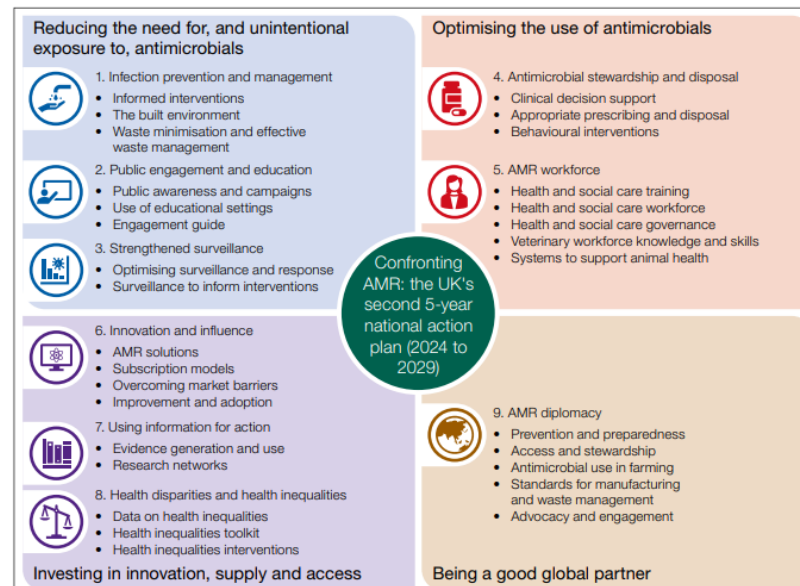 Reducing the need for, and unintentional
exposure to, antimicrobials
1. Infection prevention and management
• Informed interventions
• The built environment
• Waste minimisation and effective
waste management
2. Public engagement and education
• Public awareness and campaigns
• Use of educational settings
• Engagement guide
3. Strengthened surveillance
• Optimising surveillance and response
• Surveillance to inform interventions
Optimising the use of antimicrobials
4. Antimicrobial stewardship and disposal
• Clinical decision support
• Appropriate prescribing and disposal
• Behavioural interventions
5. AMR workforce
• Health and social care training
• Health and social care workforce
• Health and social care governance
• Veterinary workforce knowledge and skills
• Systems to support animal health
Confronting
AMR: the UK's
second 5-year
national action
plan (2024 to
2029)
6. Innovation and influence
• AMR solutions
• Subscription models
• Overcoming market barriers
• Improvement and adoption
7. Using information for action
• Evidence generation and use
• Research networks
8. Health disparities and health inequalities
• Data on health inequalities
• Health inequalities toolkit
• Health inequalities interventions
Investing in innovation, supply and access
9. AMR diplomacy
• Prevention and preparedness
• Access and stewardship
• Antimicrobial use in farming
• Standards for manufacturing
and waste management
• Advocacy and engagement
Being a good global partner